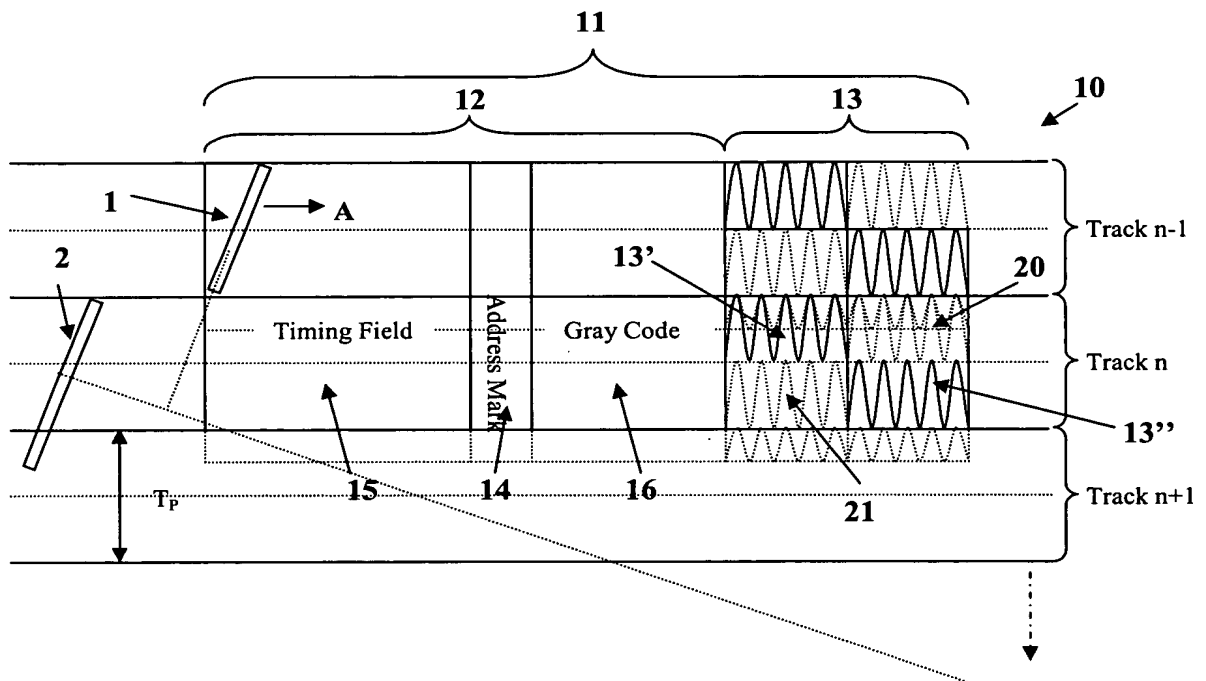 11
10
12
13
1
A
Track n-1
2
13’
20
Timing Field
Address Mark
Gray Code
Track n
13’’
15
14
16
21
Track n+1
TP